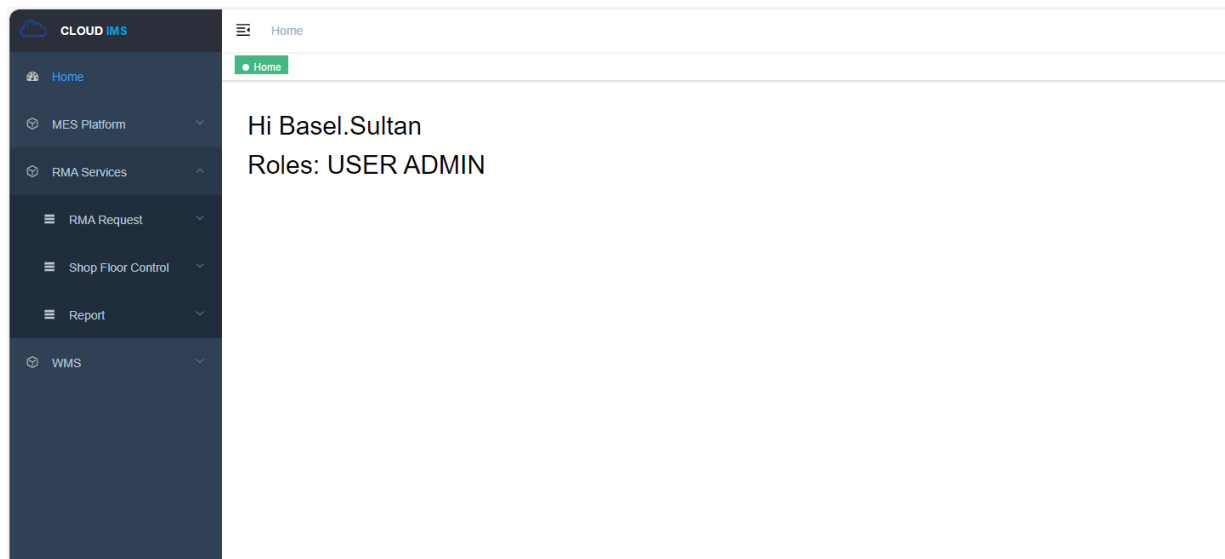 CLOUD IMS
Home
Home
Home
MES Platform
Hi Basel.Sultan
Roles: USER ADMIN
RMA Services
RMA Request
Shop Floor Control
Report
WMS